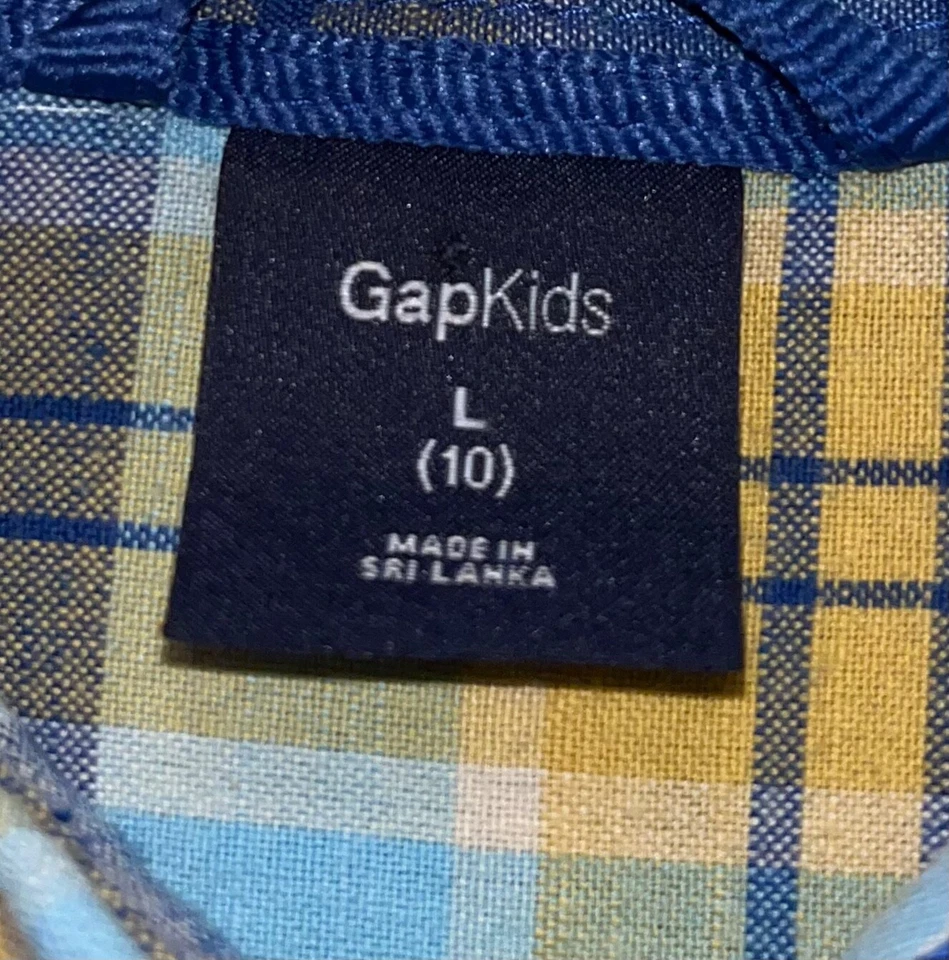 GapKids
L
(10)
MADE IN
SRI LANKA